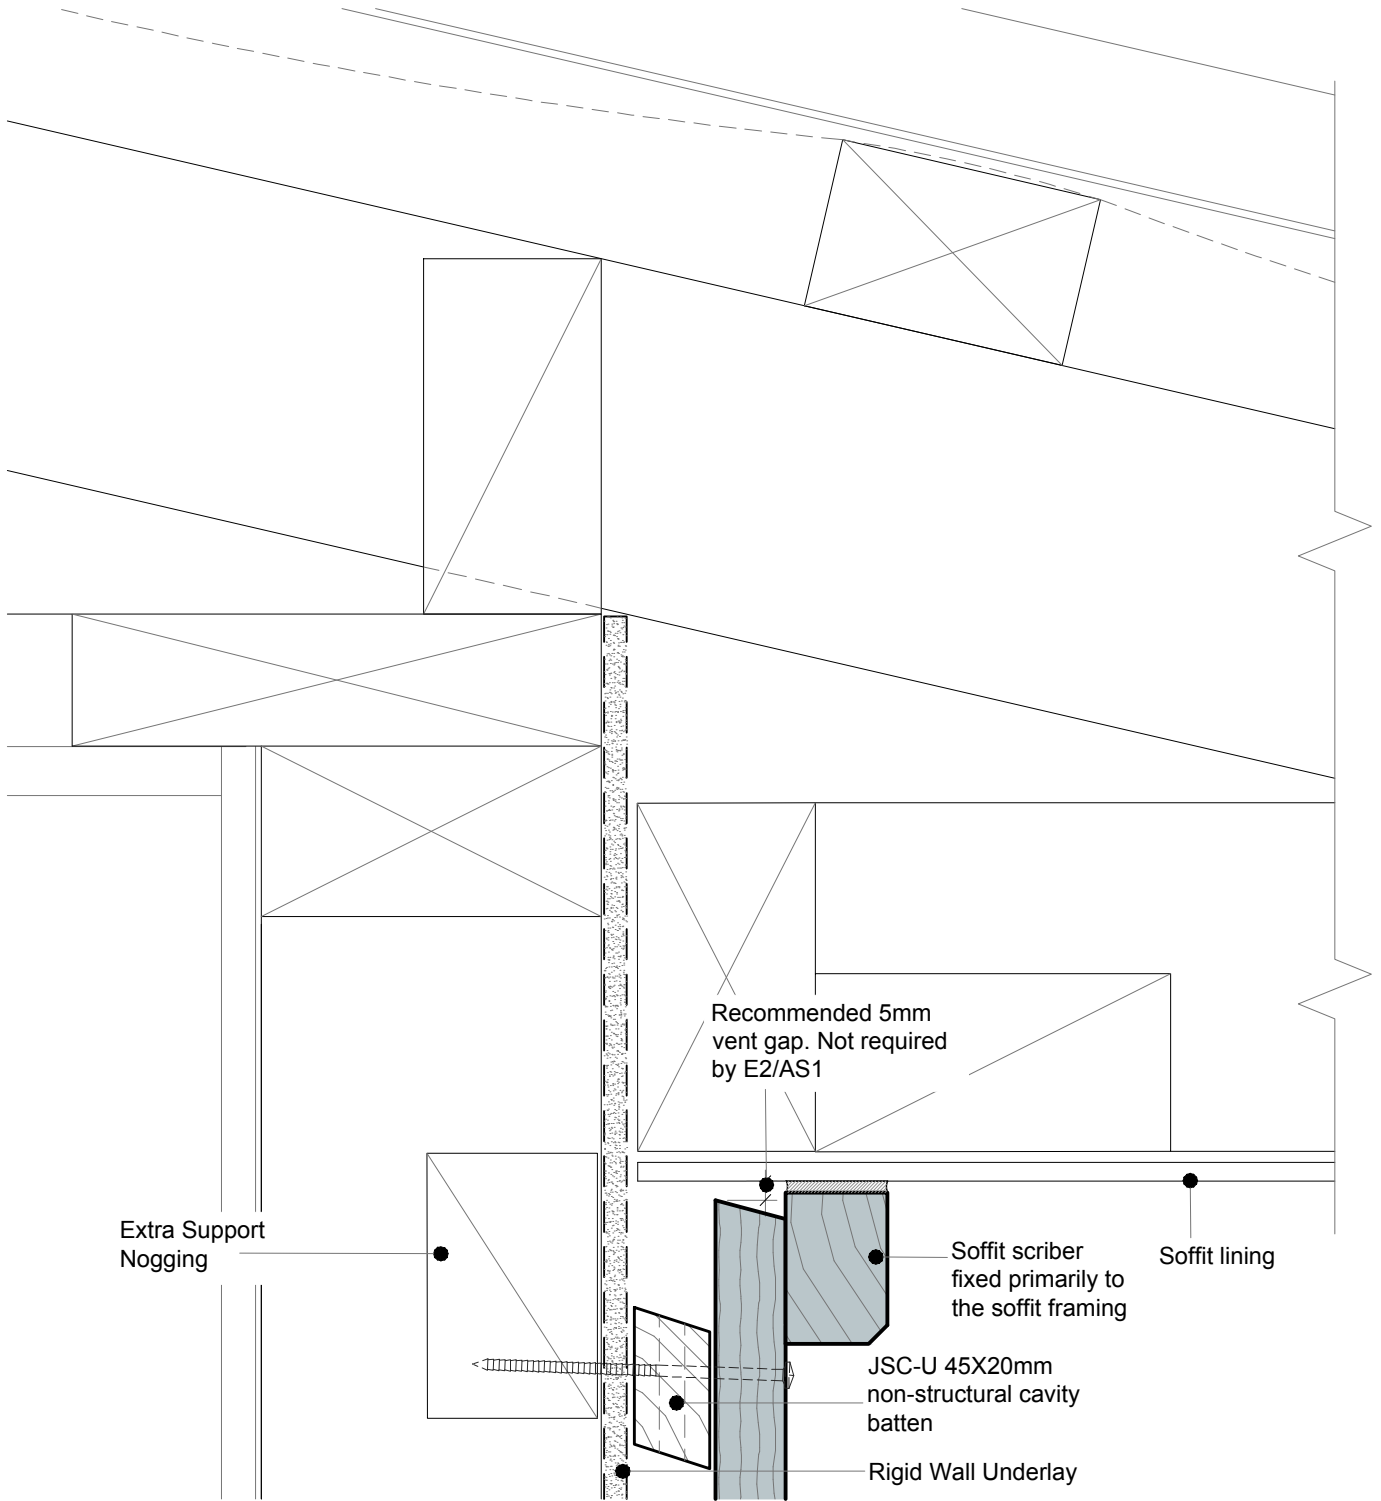 Recommended 5mm
vent gap. Not required
by E2/AS1
Extra Support
Nogging
Soffit scriber
fixed primarily to
the soffit framing
Soffit lining
JSC-U 45X20mm
non-structural cavity
batten
Rigid Wall Underlay